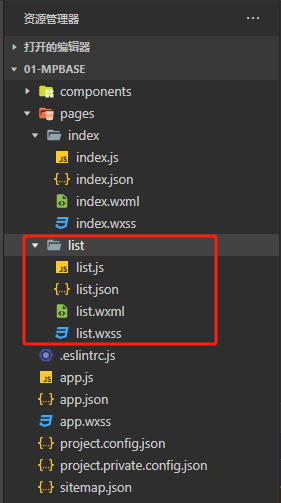 资源管理器
打开的编辑器
01-MPBASE
components
pages
index
JS index.js
{..} index.json
index.wxml
index.wxss
list
JS list.js
{..} list.json
list.wxml
list.wxss
.eslintrc.js
JS app.js
{..} app.json
app.wxss
{..} project.config.json
{..} project.private.config.json
{..} sitemap.json